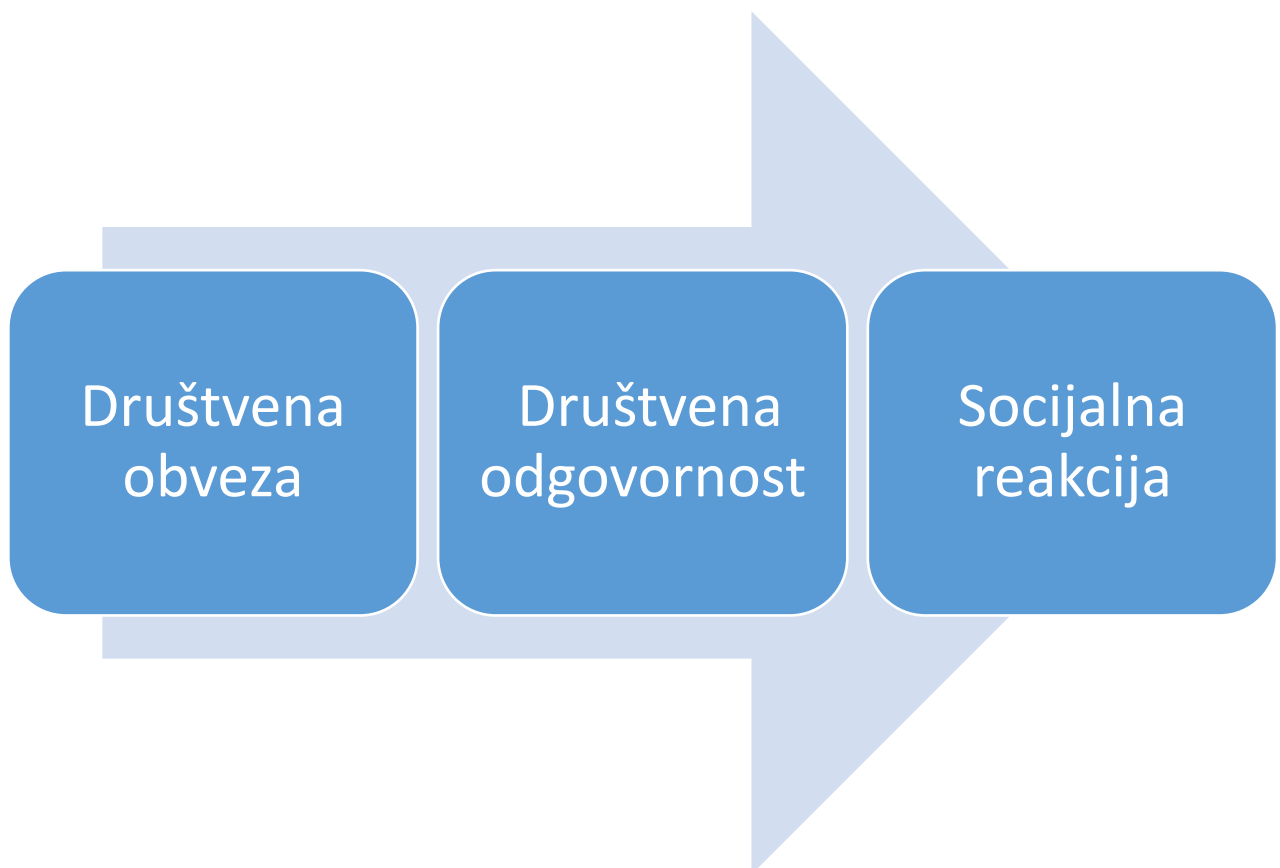 Društvena
obveza
Društvena
odgovornost
Socijalna
reakcija